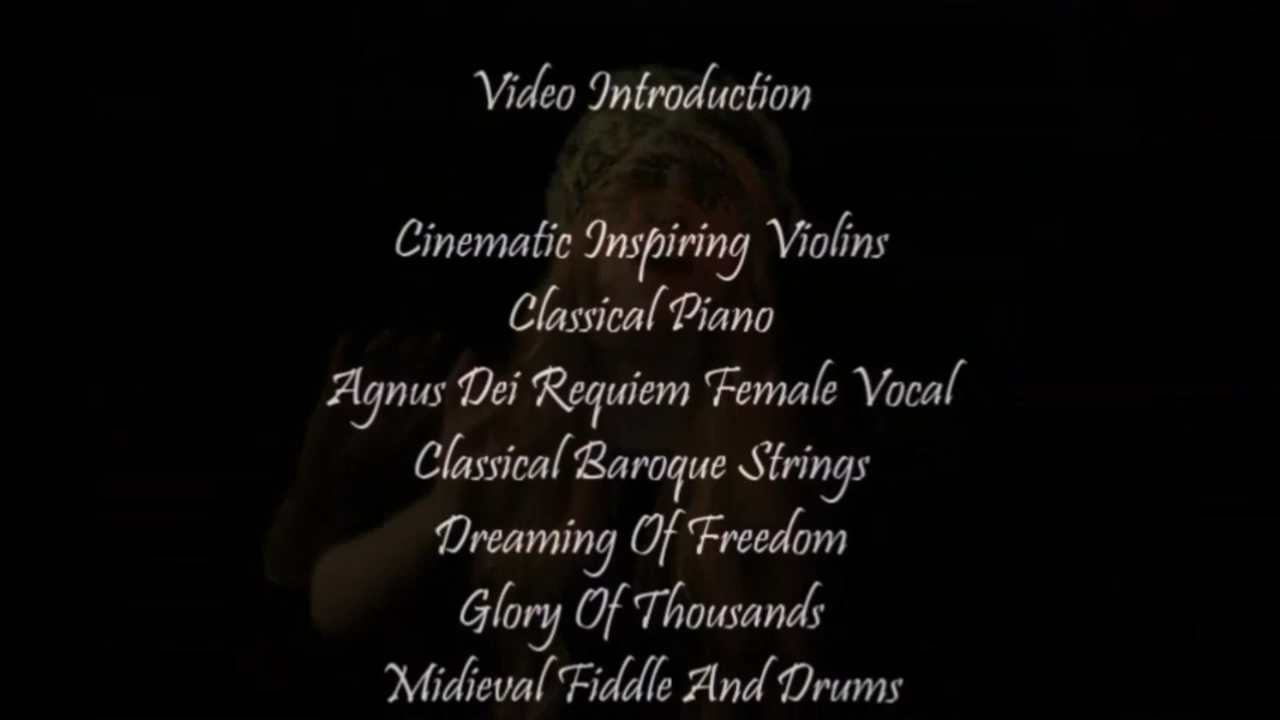 Video Introduction
Cinematic Inspiring Violins
Classical Piano
Agnus Dei Requiem Female Vocal
Classical Baroque Strings
Dreaming Of Freedom
Glory Of Thousands
Midieval Fiddle And Drums